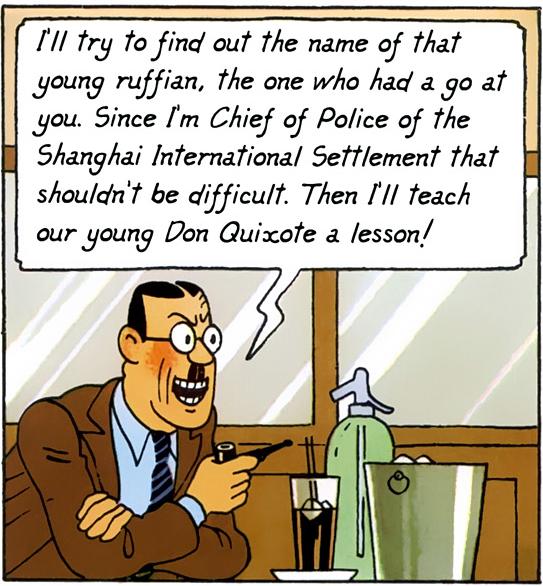 I'll try to find out the name of that
young ruffian, the one who had a go at
you. Since I'm Chief of Police of the
Shanghai International Settlement that
shouldn't be difficult. Then I'll teach
our young Don Quixote a lesson!